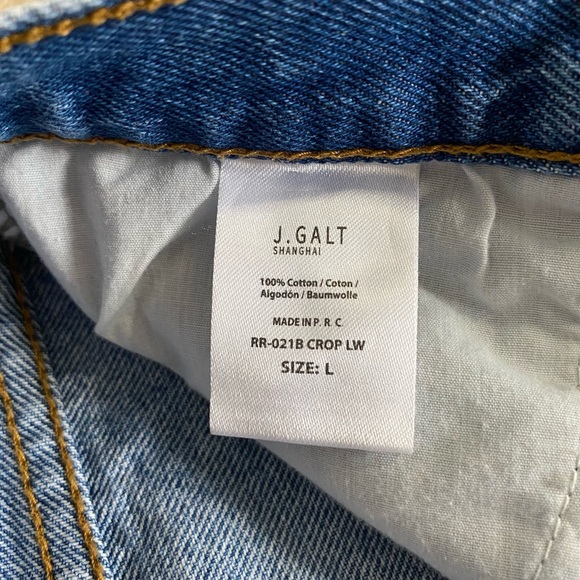 J.GALT
SHANGHAI
100% Cotton / Coton /
Algodón / Baumwolle
MADE IN P. R. C.
RR-021B CROP LW
SIZE: L